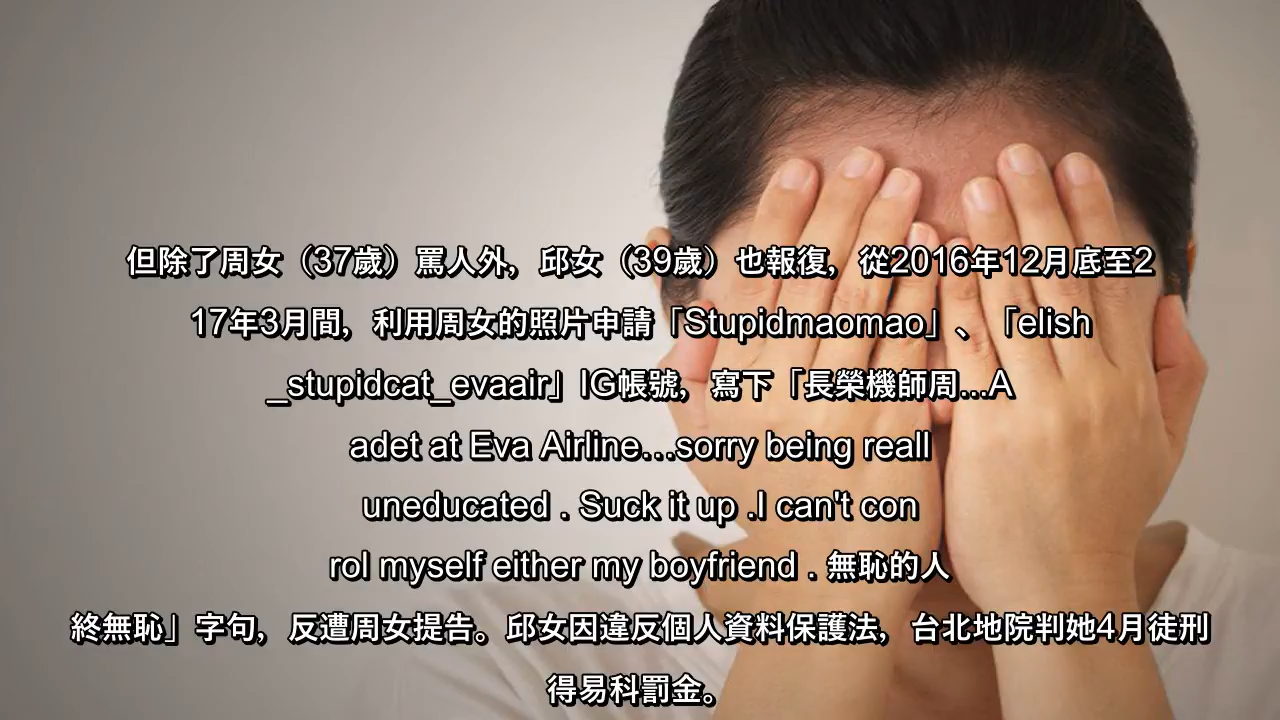 但除了周女（37歲）罵人外，邱女（39歲）也報復，從2016年12月底至2
17年3月間，利用周女的照片申請「Stupidmaomao」、「elish
_stupidcat_evaair」IG帳號，寫下「長榮機師周…A
adet at Eva Airline…sorry being reall
uneducated . Suck it up .I can't con
rol myself either my boyfriend . 無恥的人
終無恥」字句，反遭周女提告。邱女因違反個人資料保護法，台北地院判她4月徒刑
得易科罰金。